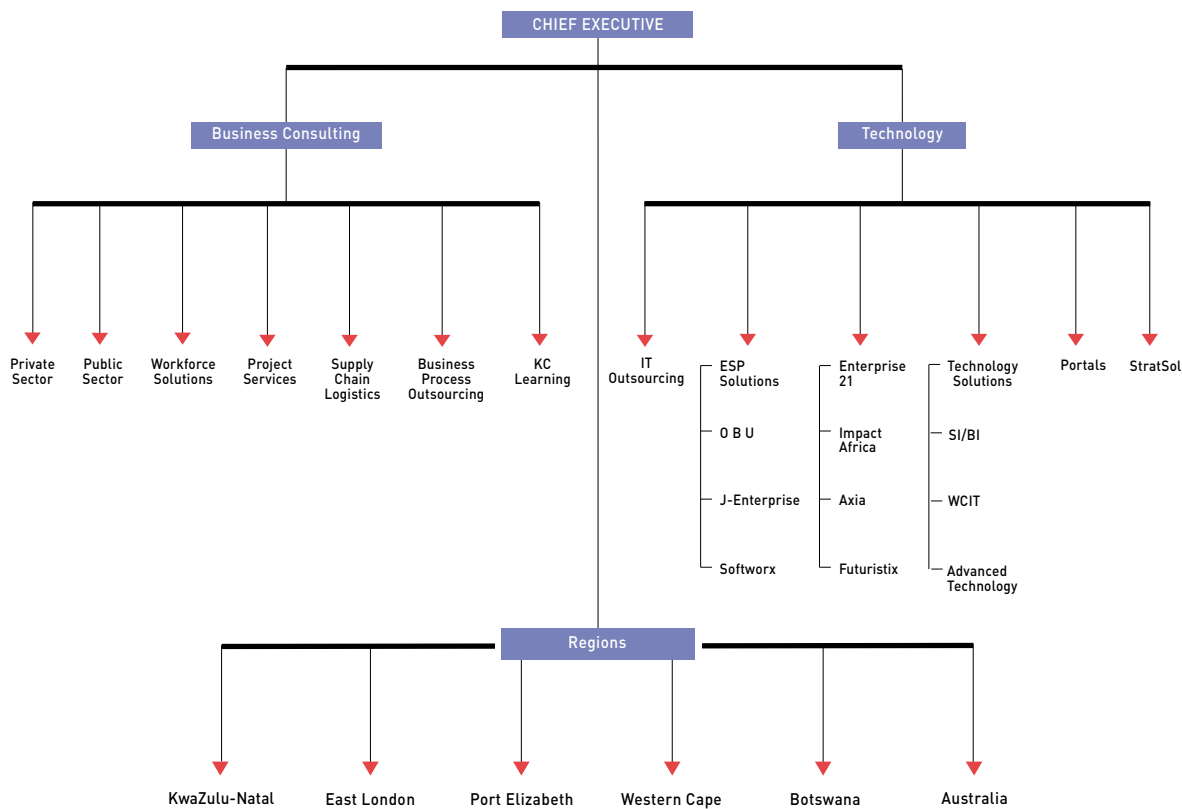 CHIEF EXECUTIVE
Business Consulting
Technology
Private
Sector
Public
Sector
Workforce
Solutions
Project
Services
Supply
Chain
Logistics
Business
Process
Outsourcing
KC
Learning
IT
Outsourcing
ESP
Solutions
O B U
J-Enterprise
Softworx
Enterprise
21
Impact
Africa
Axia
Futuristix
Technology
Solutions
SI/BI
WCIT
Advanced
Technology
Portals
StratSol
Regions
KwaZulu-Natal
East London
Port Elizabeth
Western Cape
Botswana
Australia